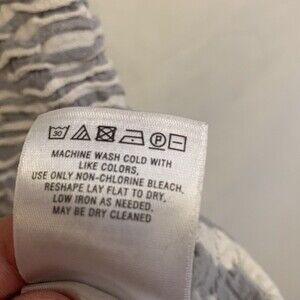 30
MACHINE WASH COLD WITH
LIKE COLORS,
USE ONLY NON-CHLORINE BLEACH.
RESHAPE LAY FLAT TO DRY,
LOW IRON AS NEEDED.
MAY BE DRY CLEANED